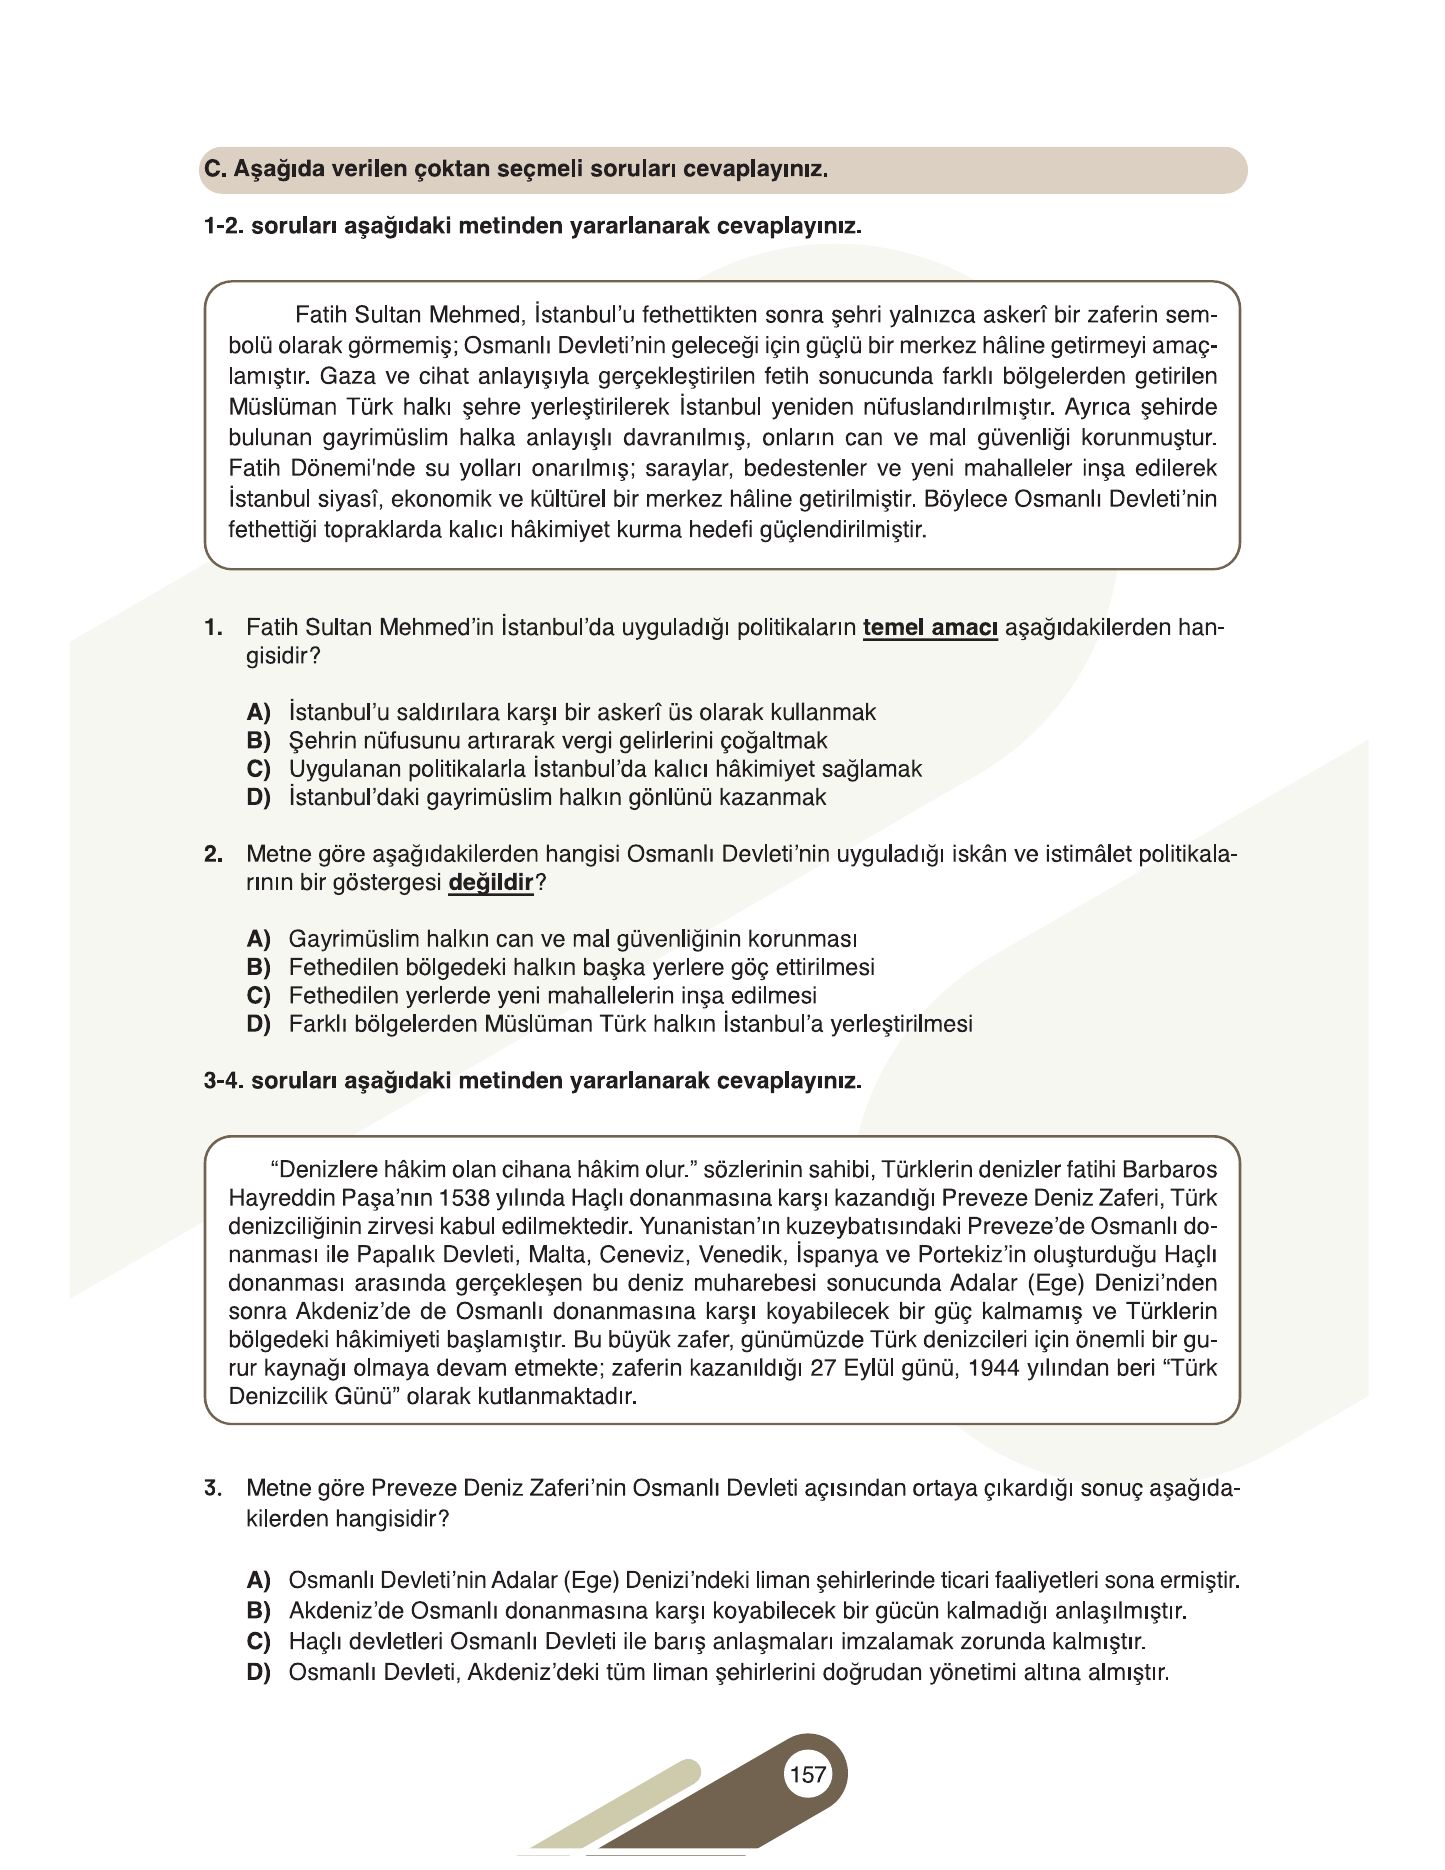 C. Aşağıda verilen çoktan seçmeli soruları cevaplayınız.
1-2. soruları aşağıdaki metinden yararlanarak cevaplayınız.
Fatih Sultan Mehmed, İstanbul’u fethettikten sonra şehri yalnızca askerî bir zaferin sem-
bolü olarak görmemiş; Osmanlı Devleti’nin geleceği için güçlü bir merkez hâline getirmeyi amaç-
lamıştır. Gaza ve cihat anlayışıyla gerçekleştirilen fetih sonucunda farklı bölgelerden getirilen
Müslüman Türk halkı şehre yerleştirilerek İstanbul yeniden nüfuslandırılmıştır. Ayrıca şehirde
bulunan gayrimüslim halka anlayışlı davranılmış, onların can ve mal güvenliği korunmuştur.
Fatih Dönemi'nde su yolları onarılmış; saraylar, bedestenler ve yeni mahalleler inşa edilerek
İstanbul siyasî, ekonomik ve kültürel bir merkez hâline getirilmiştir. Böylece Osmanlı Devleti’nin
fethettiği topraklarda kalıcı hâkimiyet kurma hedefi güçlendirilmiştir.
1. Fatih Sultan Mehmed’in İstanbul’da uyguladığı politikaların temel amacı aşağıdakilerden han-
gisidir?
A) İstanbul’u saldırılara karşı bir askerî üs olarak kullanmak
B) Şehrin nüfusunu artırarak vergi gelirlerini çoğaltmak
C) Uygulanan politikalarla İstanbul’da kalıcı hâkimiyet sağlamak
D) İstanbul’daki gayrimüslim halkın gönlünü kazanmak
2. Metne göre aşağıdakilerden hangisi Osmanlı Devleti’nin uyguladığı iskân ve istimâlet politikala-
rının bir göstergesi değildir?
A) Gayrimüslim halkın can ve mal güvenliğinin korunması
B) Fethedilen bölgedeki halkın başka yerlere göç ettirilmesi
C) Fethedilen yerlerde yeni mahallelerin inşa edilmesi
D) Farklı bölgelerden Müslüman Türk halkın İstanbul’a yerleştirilmesi
3-4. soruları aşağıdaki metinden yararlanarak cevaplayınız.
“Denizlere hâkim olan cihana hâkim olur.” sözlerinin sahibi, Türklerin denizler fatihi Barbaros
Hayreddin Paşa’nın 1538 yılında Haçlı donanmasına karşı kazandığı Preveze Deniz Zaferi, Türk
denizciliğinin zirvesi kabul edilmektedir. Yunanistan’ın kuzeybatısındaki Preveze’de Osmanlı do-
nanması ile Papalık Devleti, Malta, Ceneviz, Venedik, İspanya ve Portekiz’in oluşturduğu Haçlı
donanması arasında gerçekleşen bu deniz muharebesi sonucunda Adalar (Ege) Denizi’nden
sonra Akdeniz’de de Osmanlı donanmasına karşı koyabilecek bir güç kalmamış ve Türklerin
bölgedeki hâkimiyeti başlamıştır. Bu büyük zafer, günümüzde Türk denizcileri için önemli bir gu-
rur kaynağı olmaya devam etmekte; zaferin kazanıldığı 27 Eylül günü, 1944 yılından beri “Türk
Denizcilik Günü” olarak kutlanmaktadır.
3. Metne göre Preveze Deniz Zaferi’nin Osmanlı Devleti açısından ortaya çıkardığı sonuç aşağıda-
kilerden hangisidir?
A) Osmanlı Devleti’nin Adalar (Ege) Denizi’ndeki liman şehirlerinde ticari faaliyetleri sona ermiştir.
B) Akdeniz’de Osmanlı donanmasına karşı koyabilecek bir gücün kalmadığı anlaşılmıştır.
C) Haçlı devletleri Osmanlı Devleti ile barış anlaşmaları imzalamak zorunda kalmıştır.
D) Osmanlı Devleti, Akdeniz’deki tüm liman şehirlerini doğrudan yönetimi altına almıştır.
157